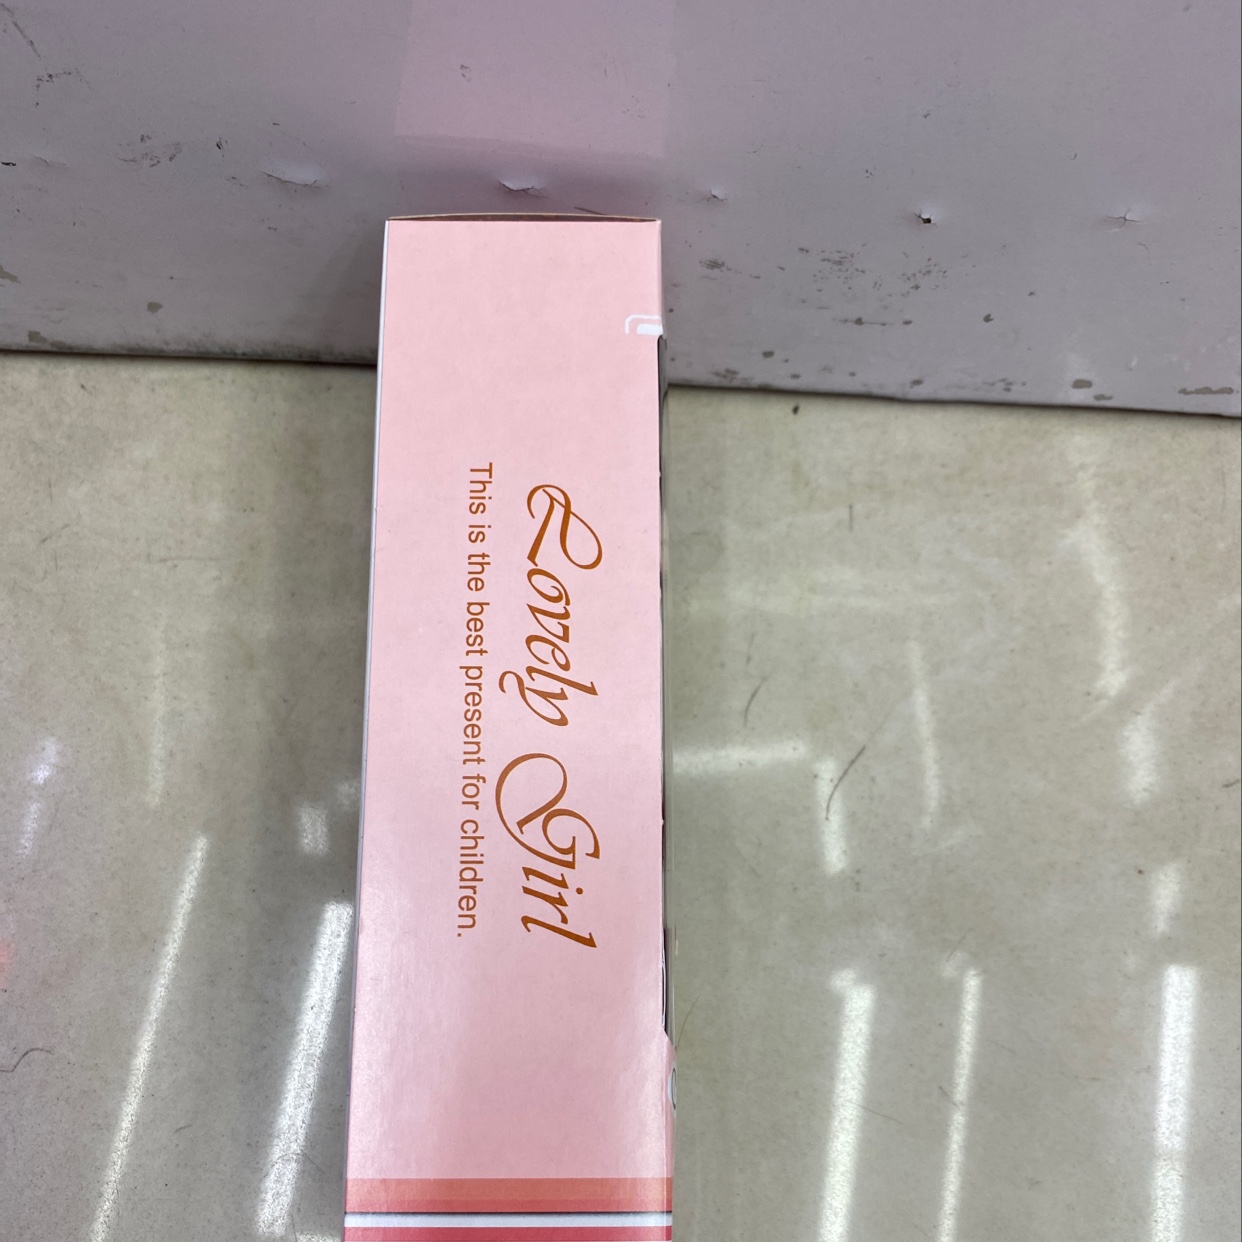 Lovely Girl
This is the best present for children.